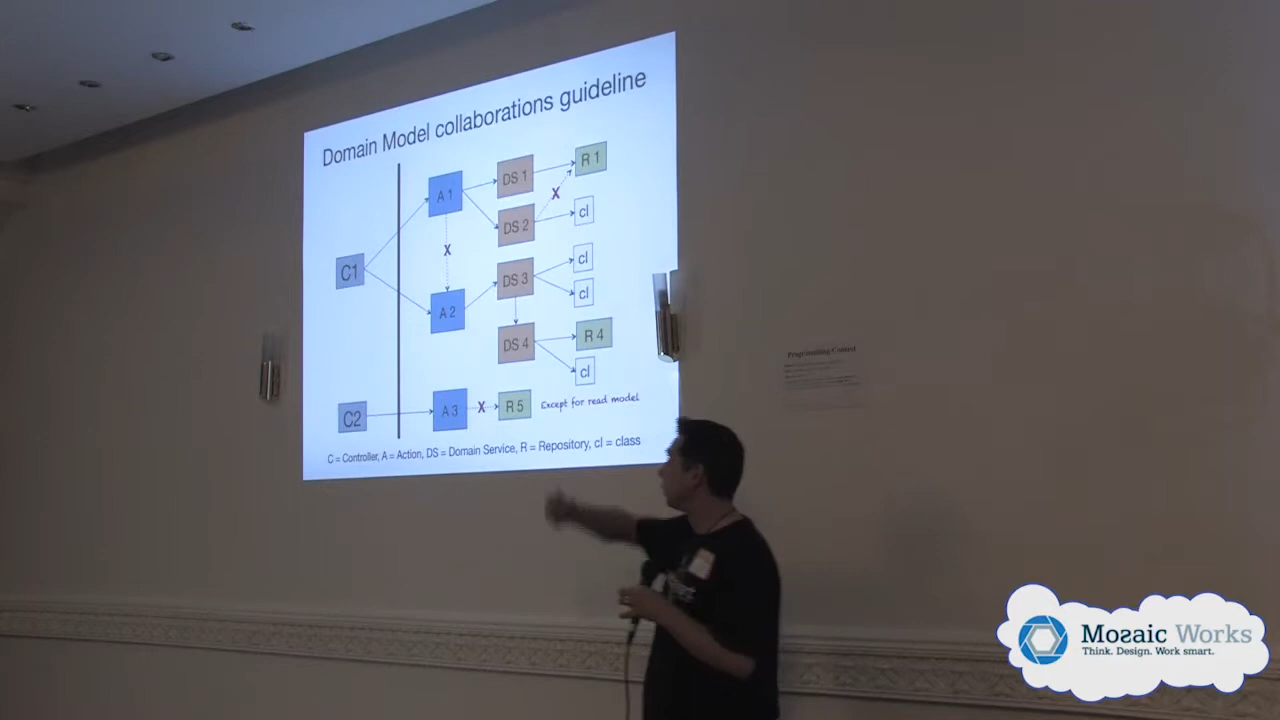 Domain Model collaborations guideline
R 1
DS 1
A 1
X
cl
DS 2
X
C1
cl
DS 3
cl
A 2
R 4
DS 4
cl
C2
A 3
X
R 5
Except for read model
C = Controller, A = Action, DS = Domain Service, R = Repository, cl = class
Programming Contest
Mozaic Works
Think. Design. Work smart.